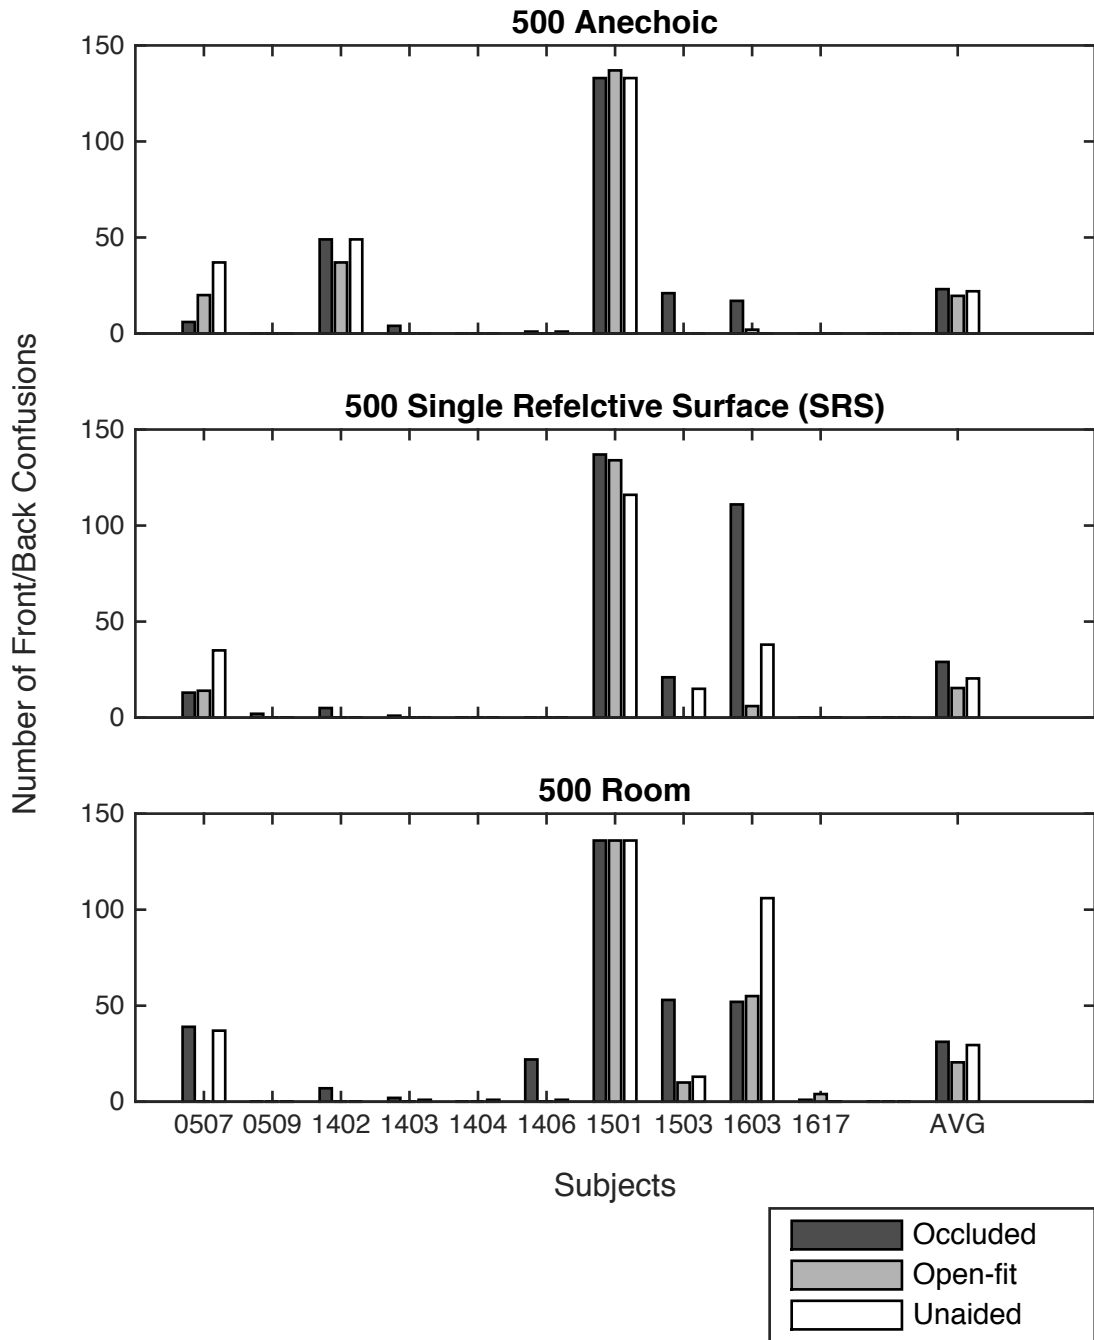 500 Anechoic
150
100
50
0
500 Single Refelctive Surface (SRS)
150
100
50
0
Number of Front/Back Confusions
500 Room
150
100
50
0
0507 0509 1402 1403 1404 1406 1501 1503 1603 1617 AVG
Subjects
Occluded
Open-fit
Unaided